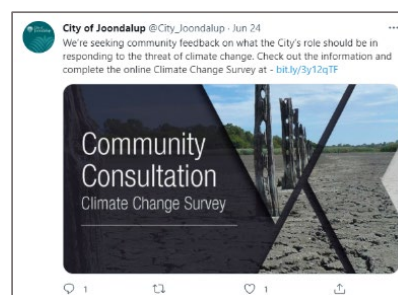 City of Joondalup @City_Joondalup · Jun 24
We're seeking community feedback on what the City's role should be in
responding to the threat of climate change. Check out the information and
complete the online Climate Change Survey at - bit.ly/3y12qTF
Community
Consultation
Climate Change Survey
1
1